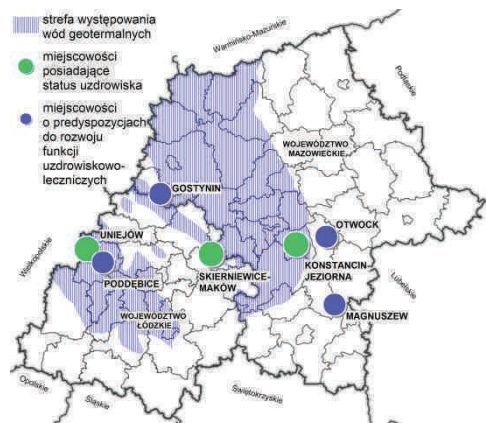 strefa występowania
wód geotermalnych
miejscowości
posiadające
status uzdrowiska
miejscowości
o predyspozycjach
do rozwoju
funkcji
uzdrowiskowo-
leczniczych
Warmińsko-Mazurskie
Podlaskie
WOJEWÓDZTWO
MAZOWIECKIE
GOSTYNIN
OTWOCK
UNIEJÓW
Wielkopolskie
KONSTANCIN-
JEZIORNA
SKIERNIEWICE-
MAKÓW
PODDĘBICE
Lubelskie
WOJEWÓDZTWO
ŁÓDZKIE
MAGNUSZEW
Opolskie
Śląskie
Świętokrzyskie